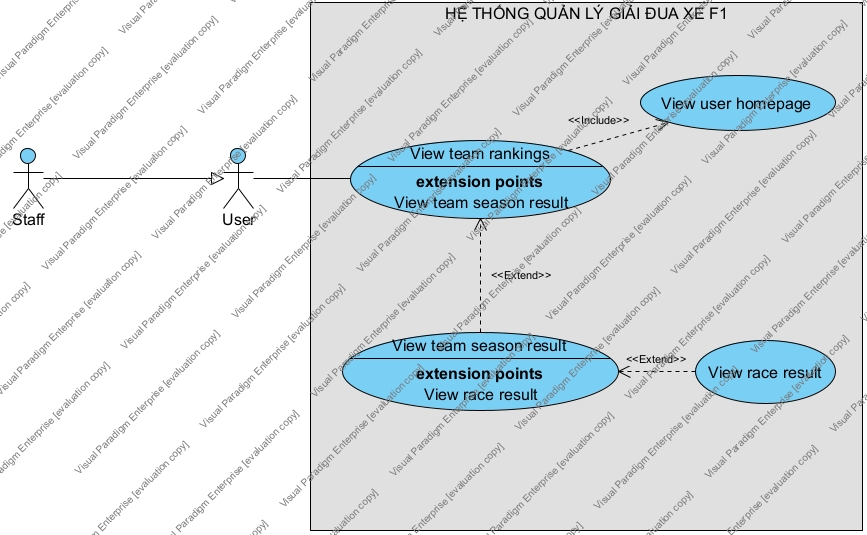 HỆ THỐNG QUẢN LÝ GIẢI ĐUA XE F1
View user homepage
<<Include>>
View team rankings
extension points
View team season result
Staff
User
<<Extend>>
View team season result
extension points
View race result
<<Extend>>
View race result
Visual Paradigm Enterprise [evaluation copy]